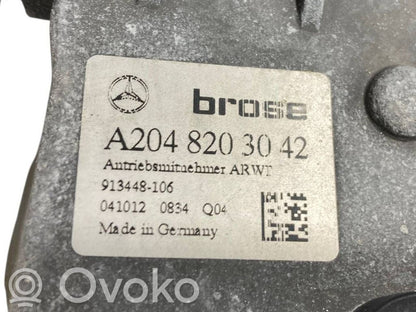 brose
A204 820 30 42
Antriebsmitnehmer ARWT
913448-106
041012 0834 Q04
Made in Germany
Ovoko